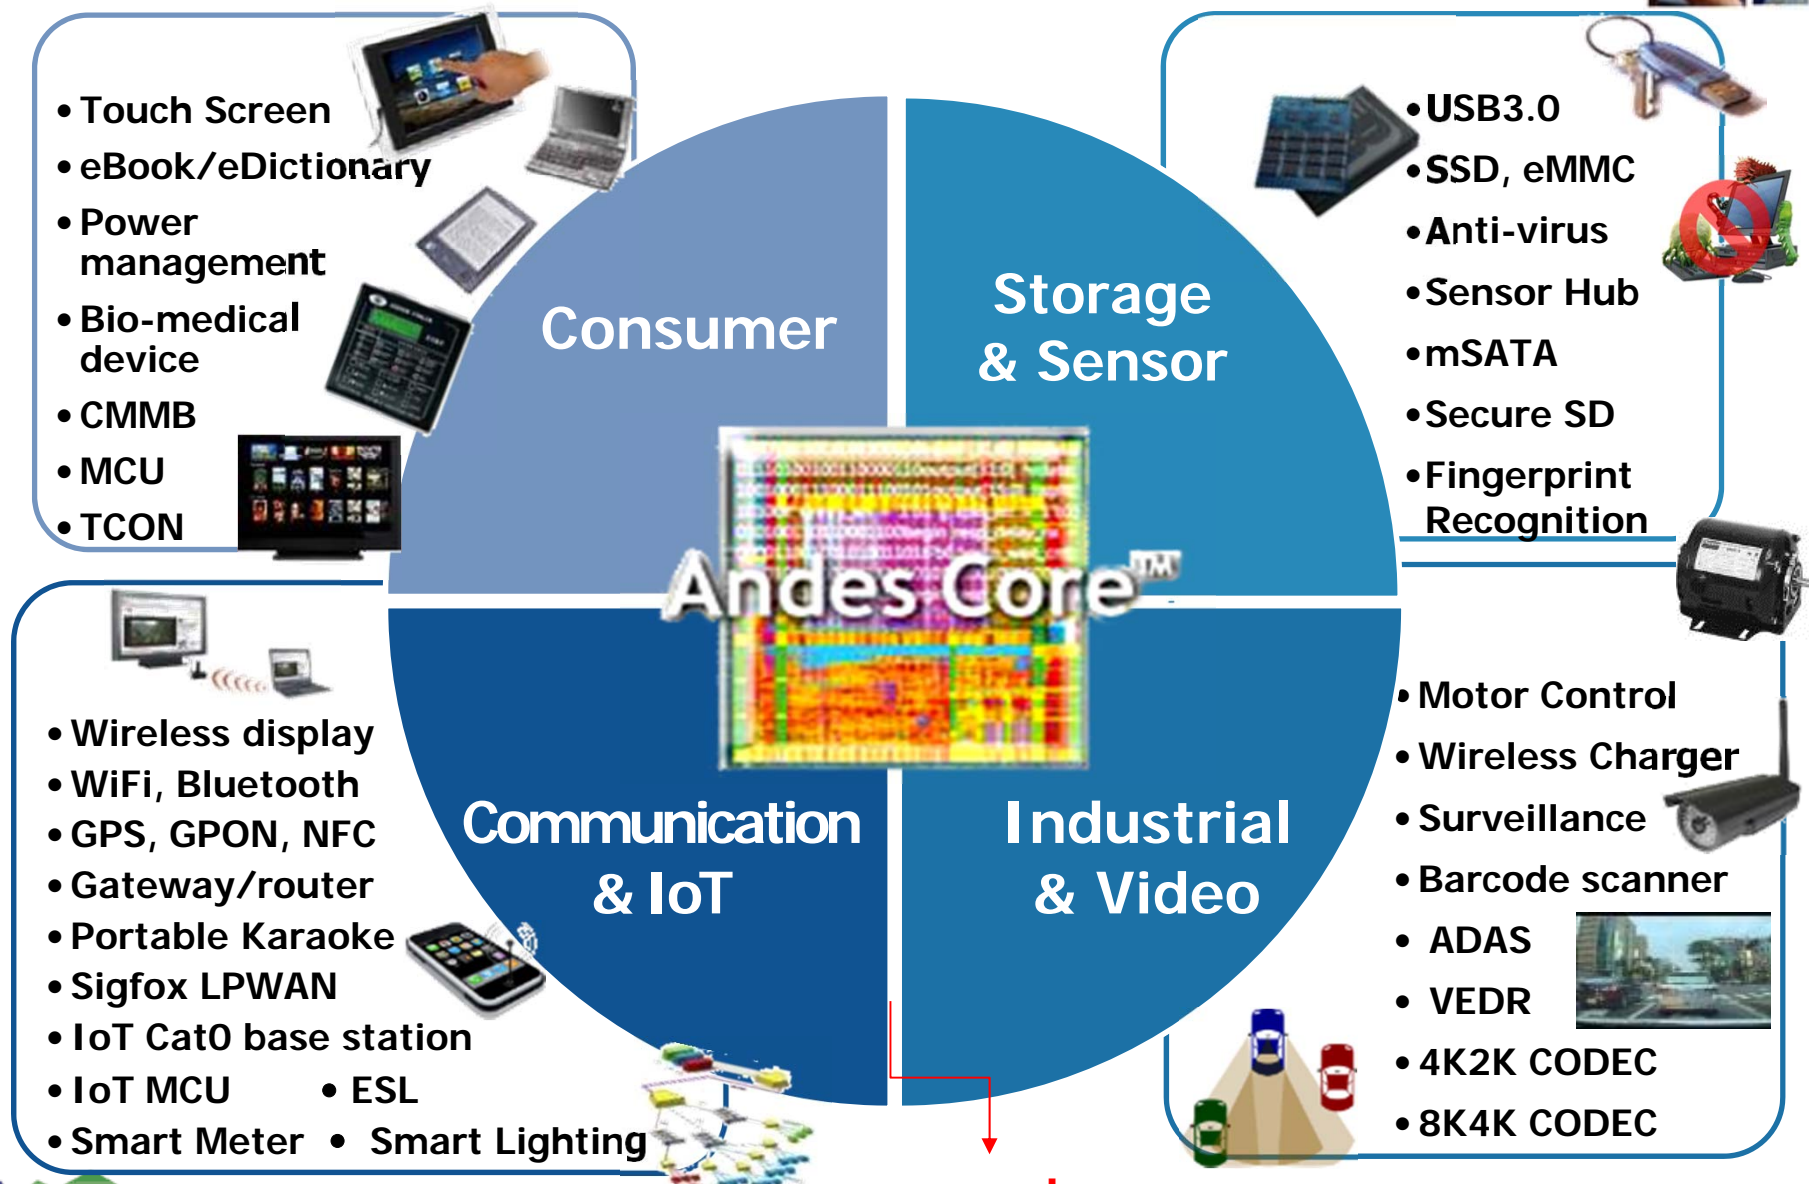 • Touch Screen
• eBook/eDictionary
• Power
management
• Bio-medical
device
• CMMB
• MCU
• TCON
Consumer
Storage
& Sensor
• USB3.0
• SSD, eMMC
• Anti-virus
• Sensor Hub
• mSATA
• Secure SD
• Fingerprint
Recognition
Andes Core™
• Wireless display
• WiFi, Bluetooth
• GPS, GPON, NFC
• Gateway/router
• Portable Karaoke
• Sigfox LPWAN
• IoT Cat0 base station
• IoT MCU • ESL
• Smart Meter • Smart Lighting
Communication
& IoT
Industrial
& Video
• Motor Control
• Wireless Charger
• Surveillance
• Barcode scanner
• ADAS
• VEDR
• 4K2K CODEC
• 8K4K CODEC